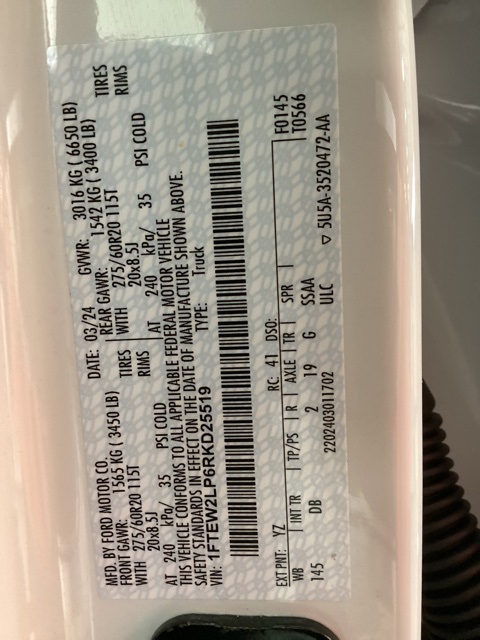 MFD. BY FORD MOTOR CO.
DATE: 03/24 GVWR: 3016 KG ( 6650 LB)
FRONT GAWR: 1565 KG ( 3450 LB) REAR GAWR: 1542 KG ( 3400 LB)
WITH 275/60R20 115T TIRES WITH 275/60R20 115T TIRES
20x8.5J RIMS 20x8.5J RIMS
AT 240 kPa/ 35 PSI COLD AT 240 kPa/ 35 PSI COLD
THIS VEHICLE CONFORMS TO ALL APPLICABLE FEDERAL MOTOR VEHICLE
SAFETY STANDARDS IN EFFECT ON THE DATE OF MANUFACTURE SHOWN ABOVE.
VIN: 1FTEW2LP6RKD25519 TYPE: Truck
EXT PNT: YZ RC: 41 DSO: F0145
WB INT TR TP/PS R AXLE TR SPR T0566
145 DB 2 19 G SSAA
2202403011702 ULC ▽ 5U5A-3520472-AA